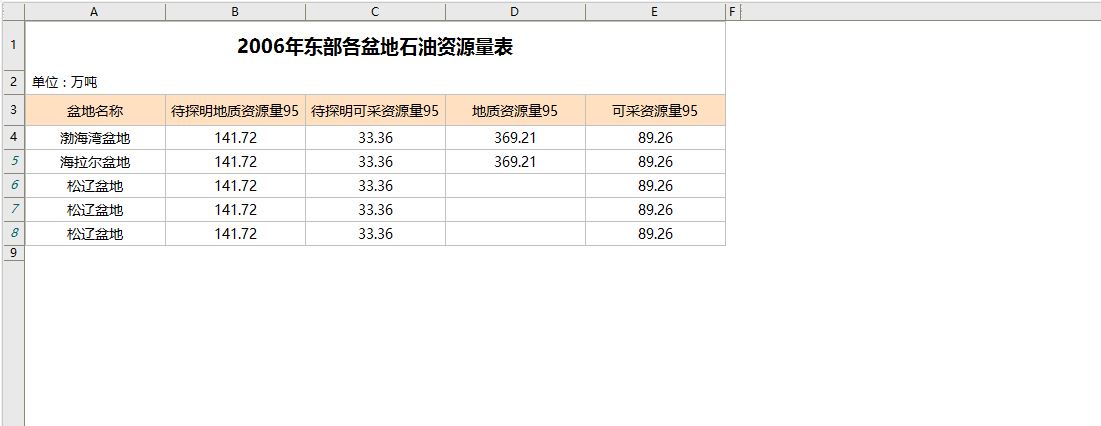 A B C D E F
1 2006年东部各盆地石油资源量表
2 单位：万吨
3 盆地名称 待探明地质资源量95 待探明可采资源量95 地质资源量95 可采资源量95
4 渤海湾盆地 141.72 33.36 369.21 89.26
5 海拉尔盆地 141.72 33.36 369.21 89.26
6 松辽盆地 141.72 33.36 89.26
7 松辽盆地 141.72 33.36 89.26
8 松辽盆地 141.72 33.36 89.26
9